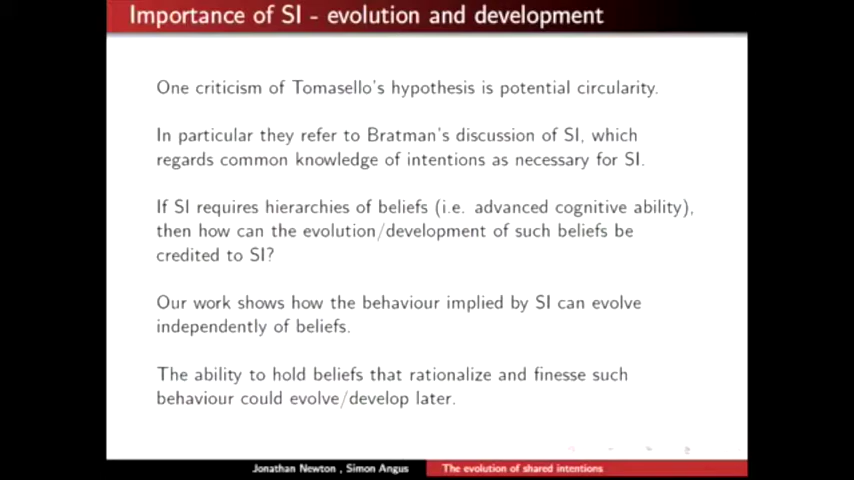 Importance of SI - evolution and development
One criticism of Tomasello's hypothesis is potential circularity.
In particular they refer to Bratman's discussion of SI, which
regards common knowledge of intentions as necessary for SI.
If SI requires hierarchies of beliefs (i.e. advanced cognitive ability),
then how can the evolution/development of such beliefs be
credited to SI?
Our work shows how the behaviour implied by SI can evolve
independently of beliefs.
The ability to hold beliefs that rationalize and finesse such
behaviour could evolve/develop later.
Jonathan Newton , Simon Angus
The evolution of shared intentions